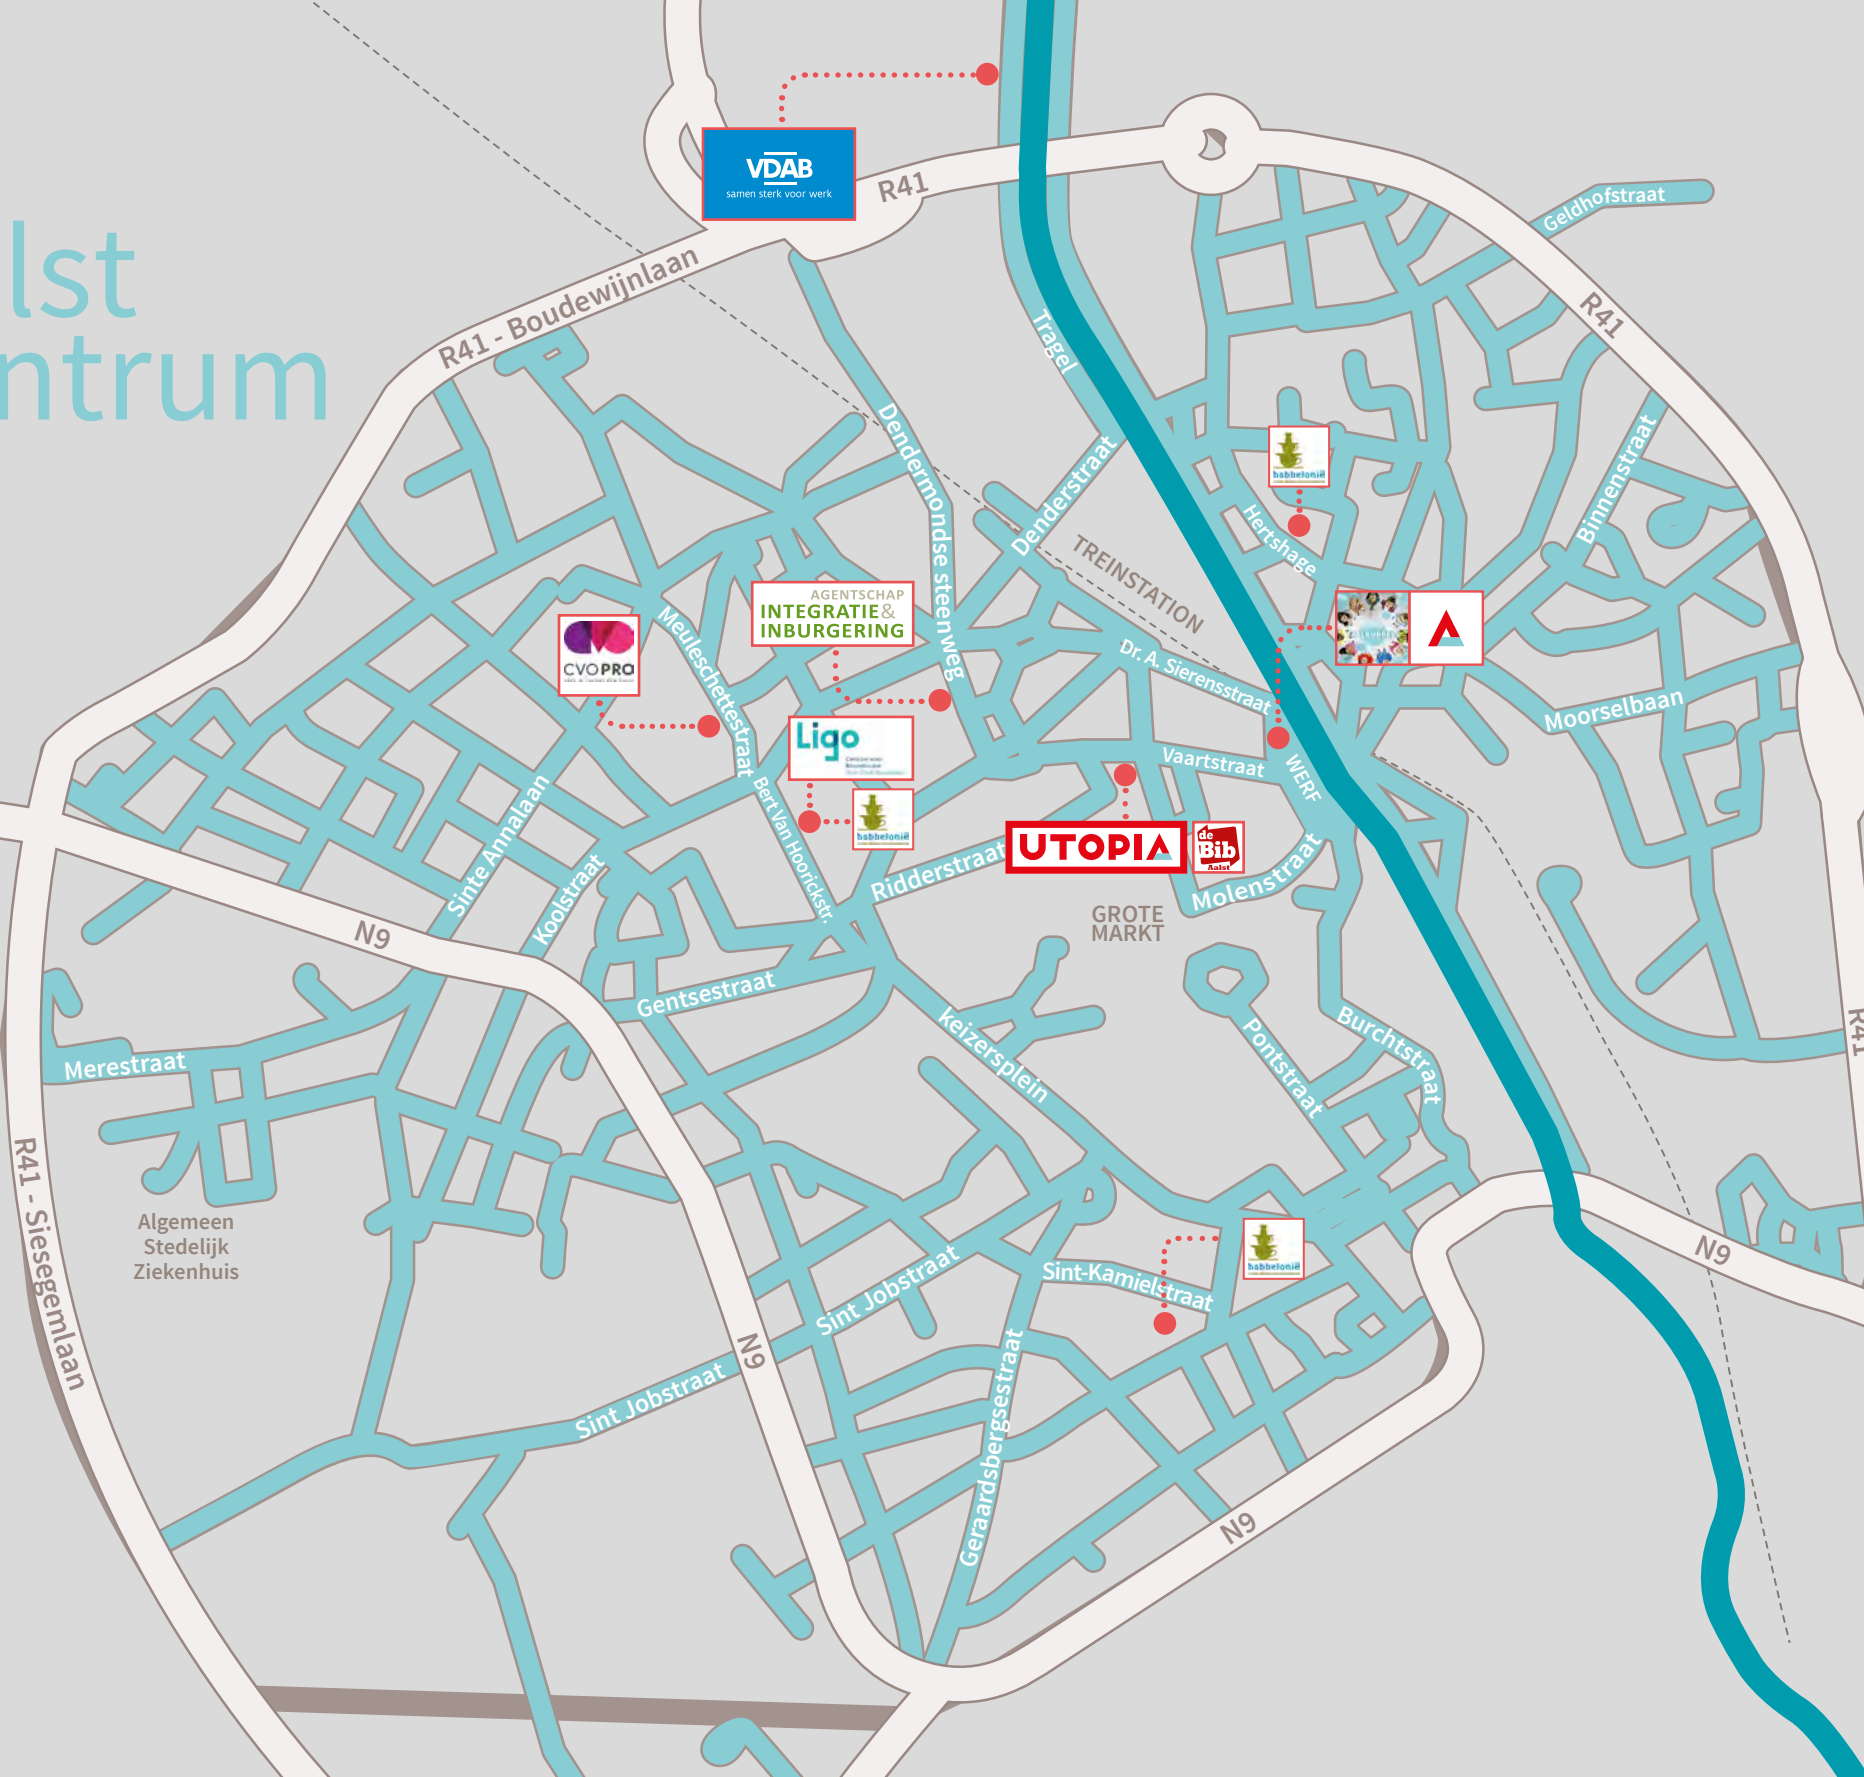 lst
ntrum
VDAB
samen sterk voor werk
R41
R41 - Boudewijnlaan
Geldhofstraat
R41
Tragel
Dendermondse steenweg
Denderstraat
babbelonië
Hertshage
Binnenstraat
TREINSTATION
AGENTSCHAP
INTEGRATIE&
INBURGERING
CVO PRO
Meuleschettestraat
Dr. A. Sierensstraat
Moorselbaan
Ligo
Vaartstraat
WERF
Bert Van Hoorickstr.
babbelonië
Sinte Annalaan
Koolstraat
Ridderstraat
UTOPIA
de
Bib
Aalst
Molenstraat
GROTE
MARKT
N9
Gentsestraat
keizersplein
Pontstraat
Burchtstraat
R41
Merestraat
R41 - Siesegemlaan
Algemeen
Stedelijk
Ziekenhuis
Sint Jobstraat
Sint-Kamielstraat
babbelonië
N9
N9
Sint Jobstraat
Geraardsbergsestraat
N9